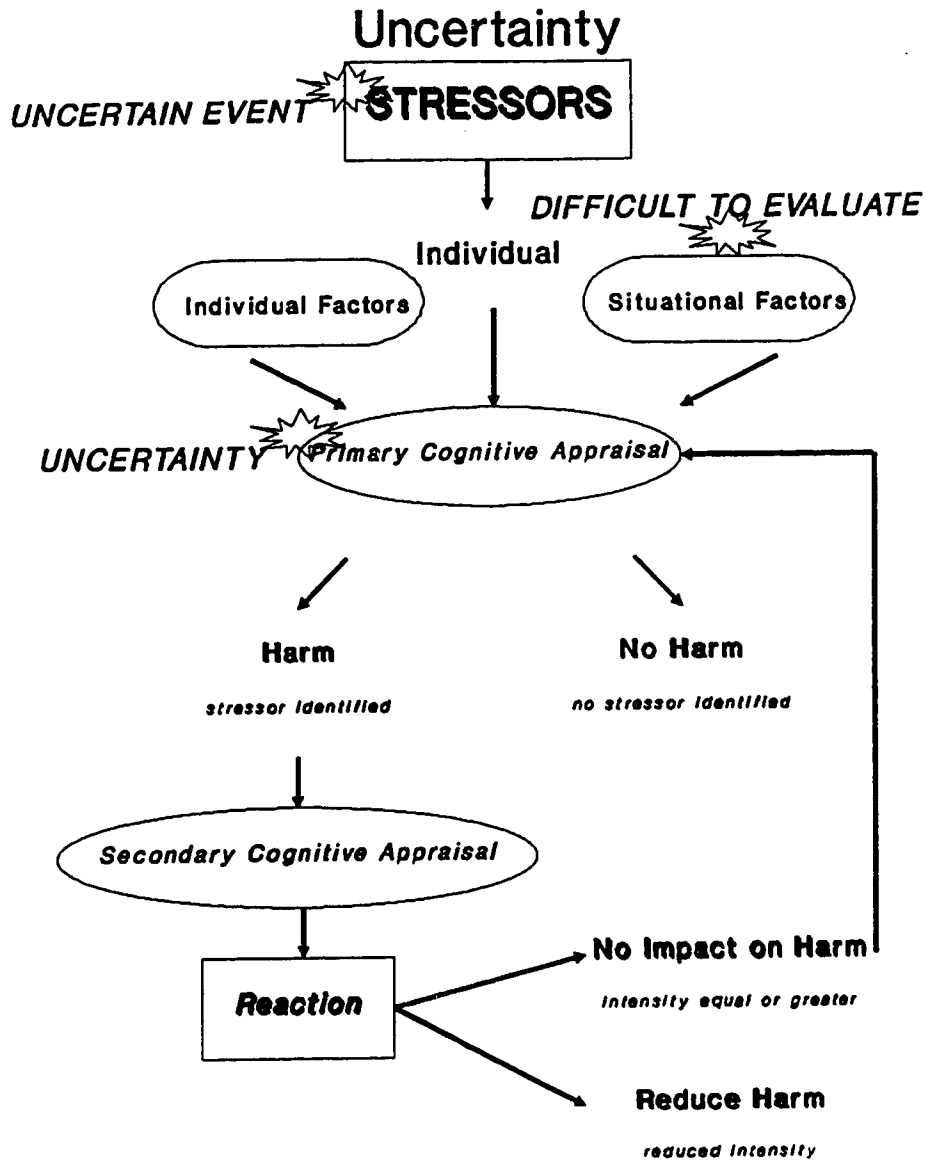 Uncertainty
UNCERTAIN EVENT
STRESSORS
DIFFICULT TO EVALUATE
Individual
Individual Factors
Situational Factors
UNCERTAINTY
Primary Cognitive Appraisal
Harm
No Harm
stressor identified
no stressor identified
Secondary Cognitive Appraisal
No Impact on Harm
Reaction
intensity equal or greater
Reduce Harm
reduced intensity